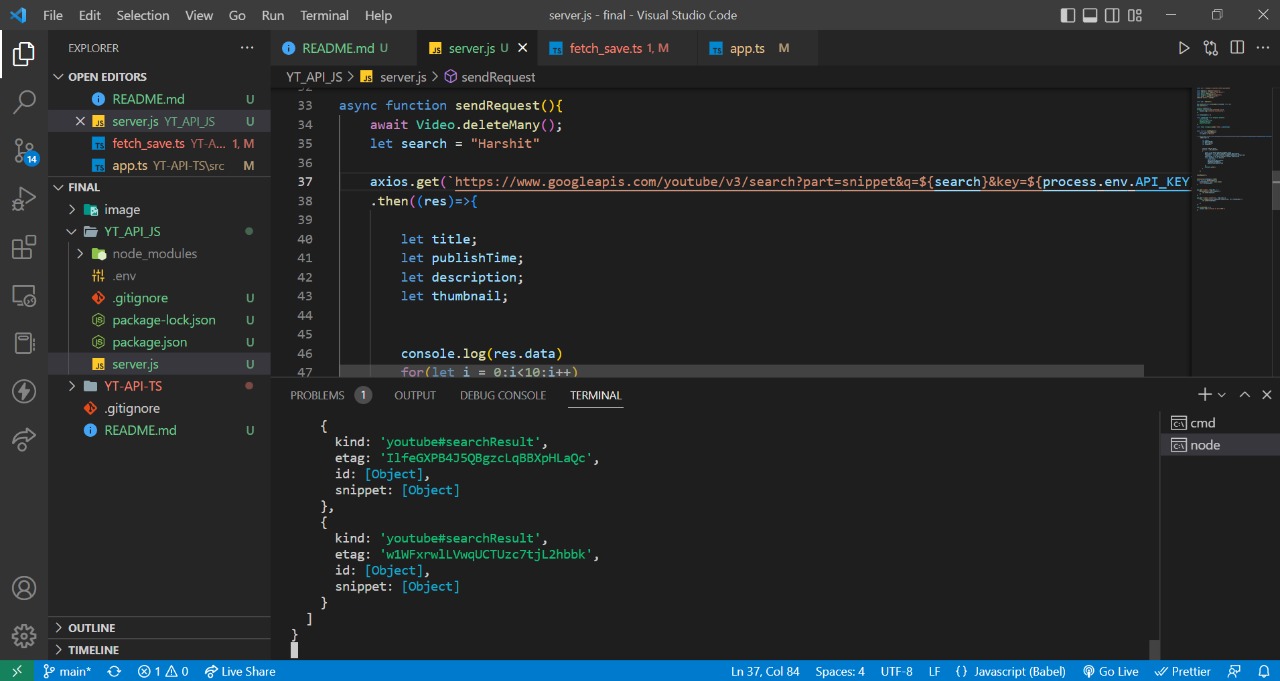 File Edit Selection View Go Run Terminal Help server.js - final - Visual Studio Code
EXPLORER
OPEN EDITORS
README.md U
server.js YT_API_JS U
fetch_save.ts YT-A... 1, M
app.ts YT-API-TS\src M
FINAL
image
YT_API_JS
node_modules
.env
.gitignore U
package-lock.json U
package.json U
server.js U
YT-API-TS
.gitignore
README.md U
OUTLINE
TIMELINE
14
README.md U server.js U fetch_save.ts 1, M app.ts M
YT_API_JS > server.js > sendRequest
32
33 async function sendRequest(){
34 await Video.deleteMany();
35 let search = "Harshit"
36
37 axios.get(`https://www.googleapis.com/youtube/v3/search?part=snippet&q=${search}&key=${process.env.API_KEY
38 .then((res)=>{
39
40 let title;
41 let publishTime;
42 let description;
43 let thumbnail;
44
45
46 console.log(res.data)
47 for(let i = 0;i<10;i++)
PROBLEMS 1 OUTPUT DEBUG CONSOLE TERMINAL
{
kind: 'youtube#searchResult',
etag: 'IlfeGXPB4J5QBgzcLqBBXpHLaQc',
id: [Object],
snippet: [Object]
},
{
kind: 'youtube#searchResult',
etag: 'w1WFxrwlLVwqUCTUzc7tjL2hbbk',
id: [Object],
snippet: [Object]
}
]
}
cmd
node
main* 1 0 Live Share Ln 37, Col 84 Spaces: 4 UTF-8 LF {} Javascript (Babel) Go Live Prettier